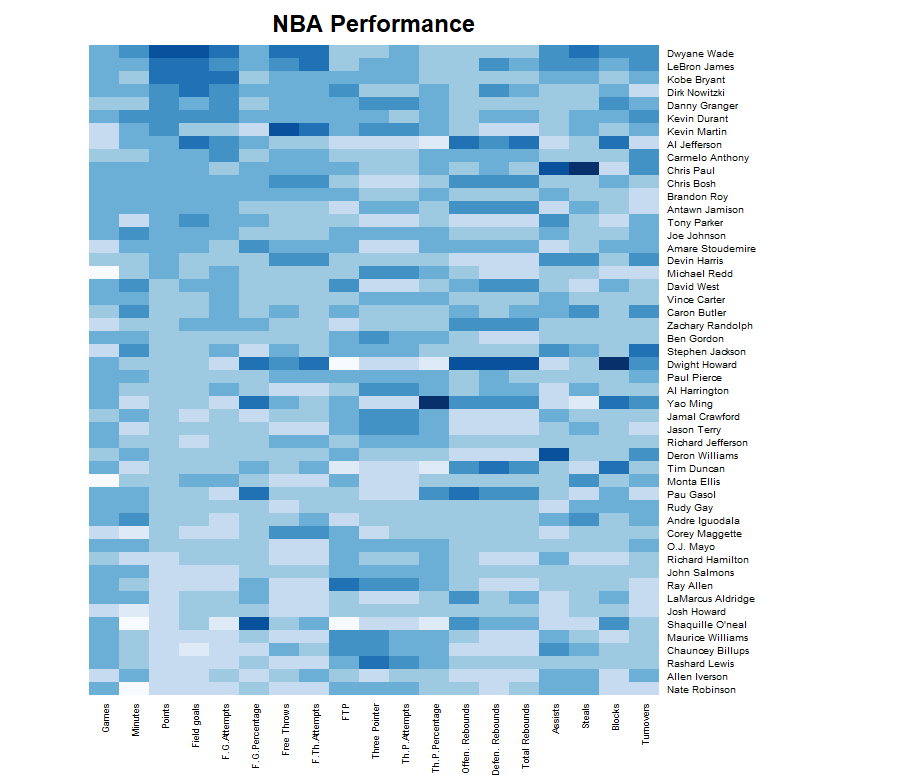 NBA Performance
Dwyane Wade
LeBron James
Kobe Bryant
Dirk Nowitzki
Danny Granger
Kevin Durant
Kevin Martin
Al Jefferson
Carmelo Anthony
Chris Paul
Chris Bosh
Brandon Roy
Antawn Jamison
Tony Parker
Joe Johnson
Amare Stoudemire
Devin Harris
Michael Redd
David West
Vince Carter
Caron Butler
Zachary Randolph
Ben Gordon
Stephen Jackson
Dwight Howard
Paul Pierce
Al Harrington
Yao Ming
Jamal Crawford
Jason Terry
Richard Jefferson
Deron Williams
Tim Duncan
Monta Ellis
Pau Gasol
Rudy Gay
Andre Iguodala
Corey Maggette
O.J. Mayo
Richard Hamilton
John Salmons
Ray Allen
LaMarcus Aldridge
Josh Howard
Shaquille O'neal
Maurice Williams
Chauncey Billups
Rashard Lewis
Allen Iverson
Nate Robinson
Games
Minutes
Points
Field goals
F.G.Attempts
F.G.Percentage
Free Throws
F.Th.Attempts
FTP
Three Pointer
Th.P.Attempts
Th.P.Percentage
Offen. Rebounds
Defen. Rebounds
Total Rebounds
Assists
Steals
Blocks
Turnovers